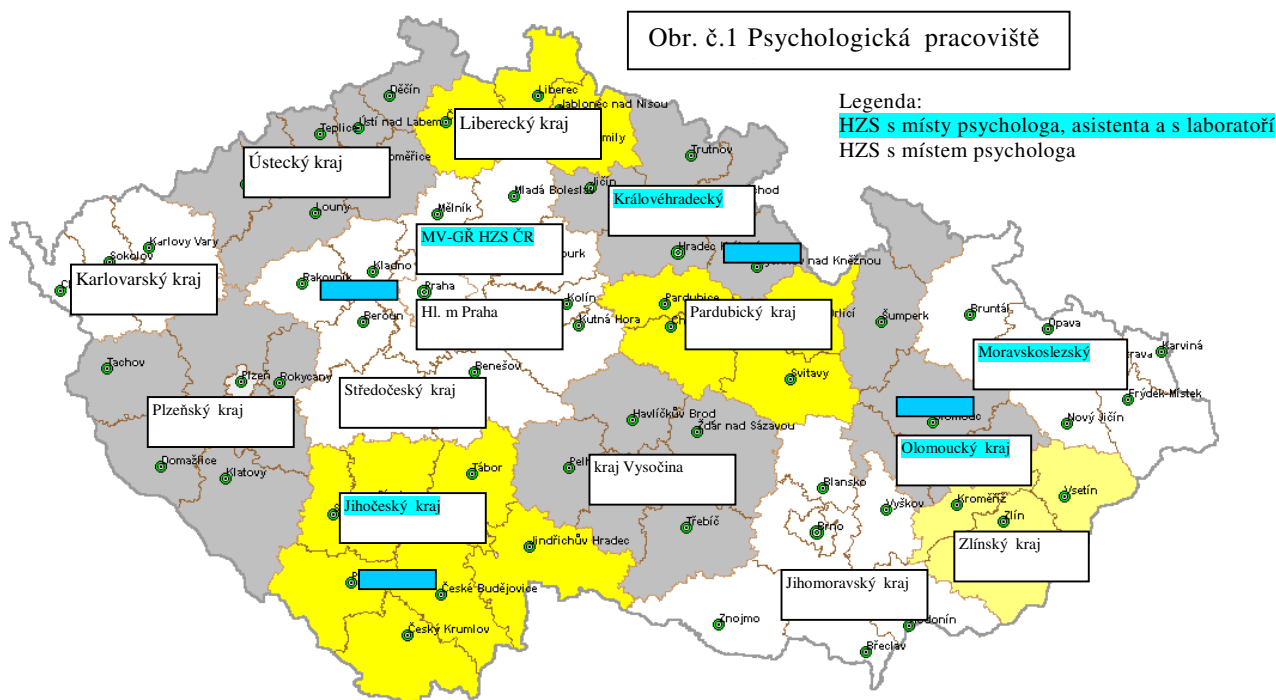 Obr. č.1 Psychologická pracoviště
Legenda:
HZS s místy psychologa, asistenta a s laboratoří
HZS s místem psychologa
Děčín
Liberec
Jablonec nad Nisou
Liberecký kraj
Teplice
Ústí nad Labem
Ústecký kraj
Trutnov
Jičín
Mladá Boleslav
Královéhradecký
Louny
Mělník
MV-GŘ HZS ČR
Karlovy Vary
Sokolov
Karlovarský kraj
Kladno
Rakovník
Praha
Hl. m Praha
Beroun
Kolín
Kutná Hora
Hradec
nad Kněžnou
Pardubice
Pardubický kraj
Svitavy
Šumperk
Bruntál
Opava
Karviná
Moravskoslezský
Frýdek-Místek
Nový Jičín
Tachov
Plzeň
Rokycany
Plzeňský kraj
Benešov
Středočeský kraj
Havlíčkův Brod
Žďár nad Sázavou
kraj Vysočina
Olomoucký kraj
Domažlice
Klatovy
Tábor
Jihočeský kraj
Jindřichův Hradec
Třebíč
Blansko
Vyškov
Brno
Kroměříž
Vsetín
Zlín
Zlínský kraj
Jihomoravský kraj
České Budějovice
Český Krumlov
Znojmo
Břeclav